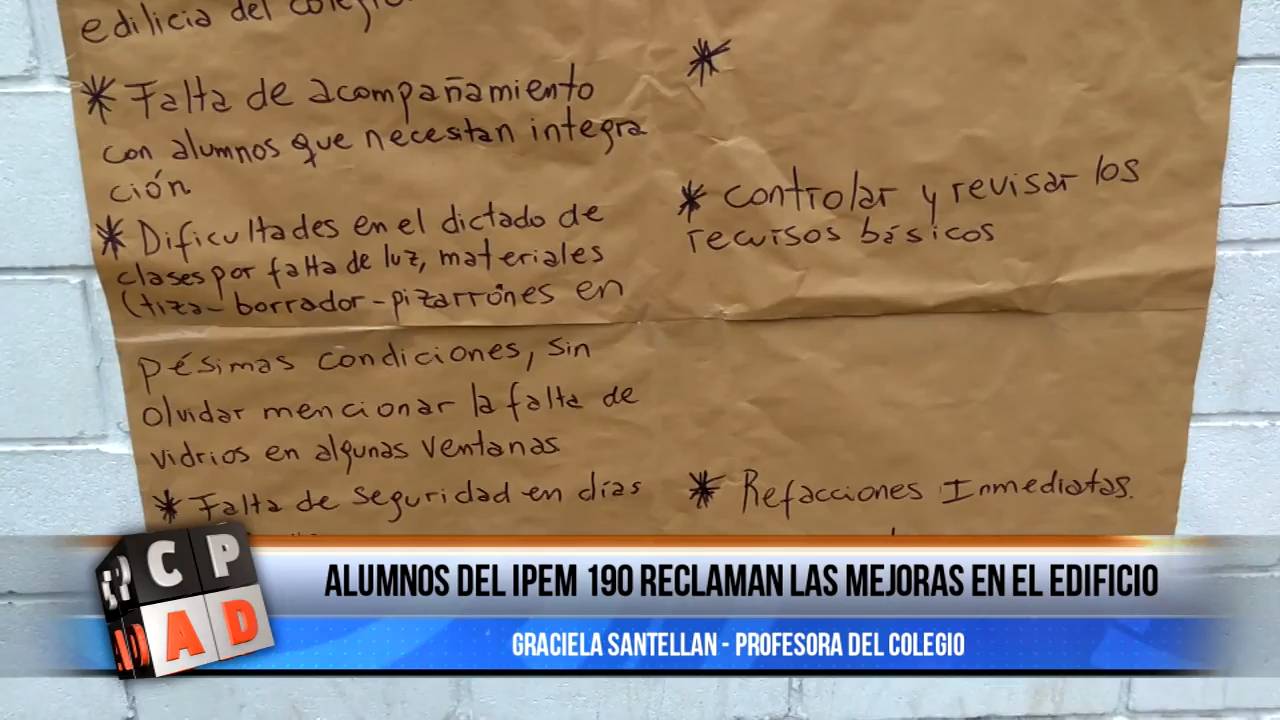 edilicia del colegio
* Falta de acompañamiento
con alumnos que necesitan integra
ción
* Dificultades en el dictado de
clases por falta de luz, materiales
(tiza-borrador-pizarrones en
pésimas condiciones, sin
olvidar mencionar la falta de
vidrios en algunas ventanas
* Falta de seguridad en días
*
* controlar y revisar los
recursos básicos
* Refacciones Inmediatas.
CP
AD
ALUMNOS DEL IPEM 190 RECLAMAN LAS MEJORAS EN EL EDIFICIO
GRACIELA SANTELLAN - PROFESORA DEL COLEGIO